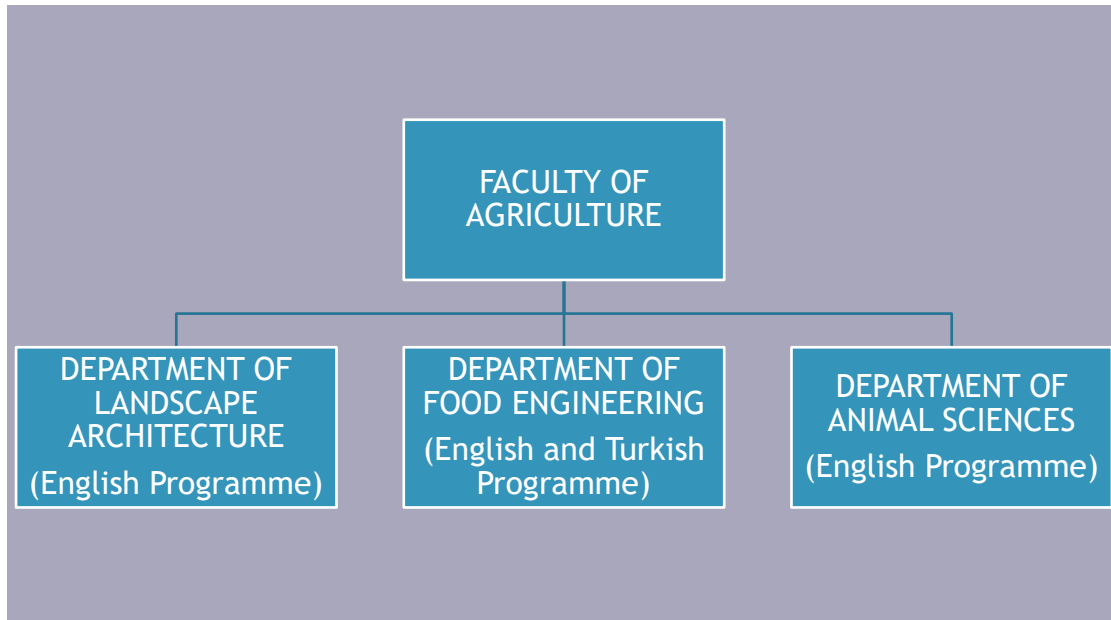 FACULTY OF
AGRICULTURE
DEPARTMENT OF
LANDSCAPE
ARCHITECTURE
(English Programme)
DEPARTMENT OF
FOOD ENGINEERING
(English and Turkish
Programme)
DEPARTMENT OF
ANIMAL SCIENCES
(English Programme)